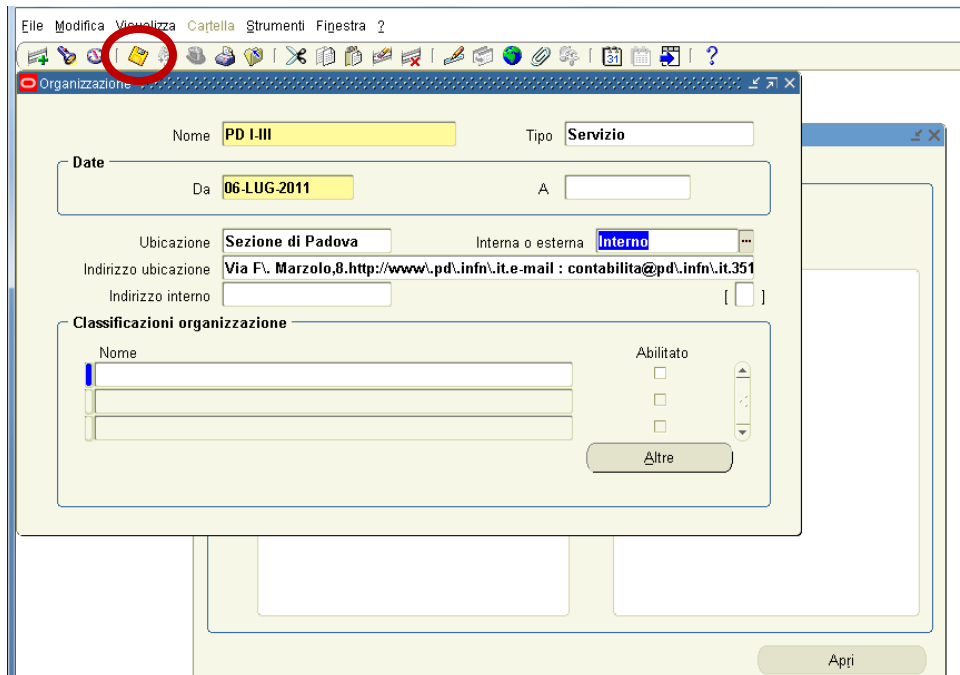 File Modifica Visualizza Cartella Strumenti Finestra ?
31 ?
Organizzazione
Nome PD I-III Tipo Servizio
Date
Da 06-LUG-2011 A
Ubicazione Sezione di Padova Interna o esterna Interno ...
Indirizzo ubicazione Via F\. Marzolo,8.http://www\.pd\.infn\.it.e-mail : contabilita@pd\.infn\.it.351
Indirizzo interno [ ]
Classificazioni organizzazione
Nome Abilitato
Altre
Apri